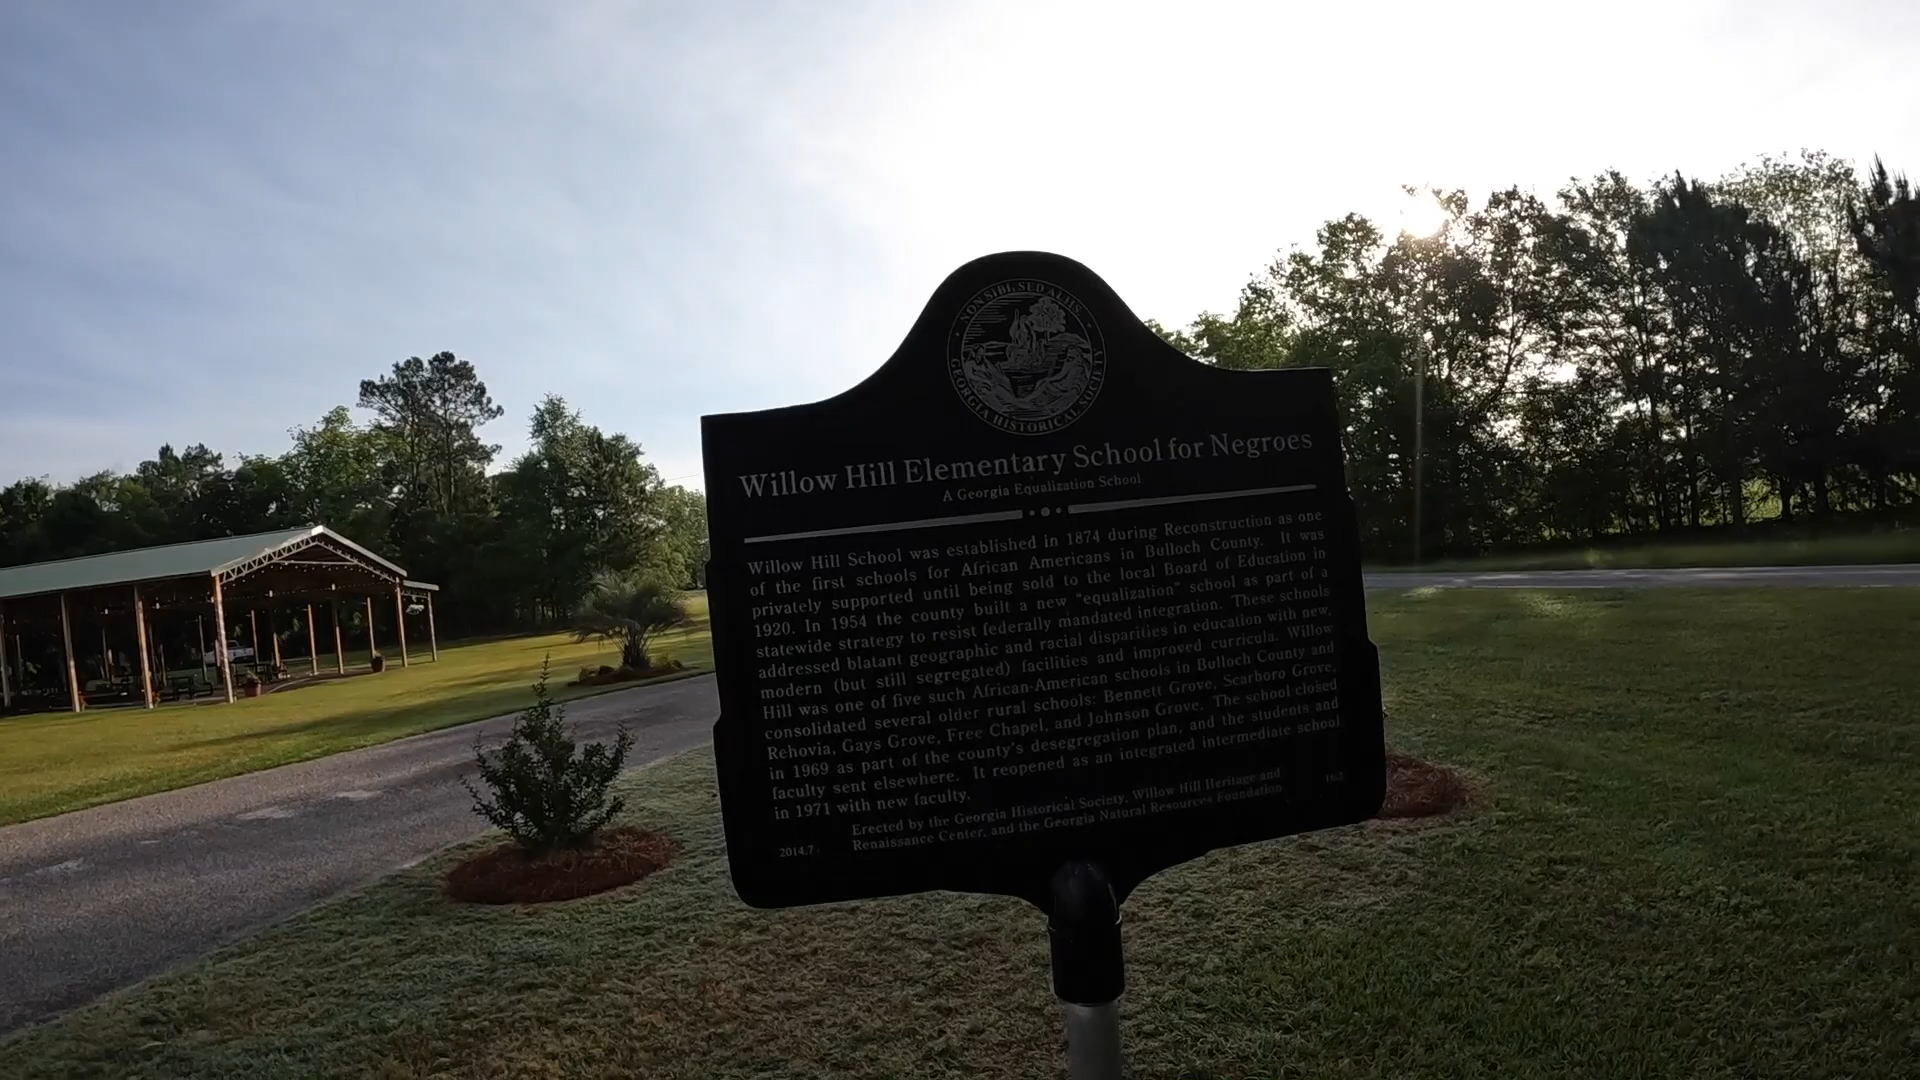 NON SIBI, SED ALIIS
GEORGIA HISTORICAL SOCIETY
Willow Hill Elementary School for Negroes
A Georgia Equalization School
Willow Hill School was established in 1874 during Reconstruction as one
of the first schools for African Americans in Bulloch County. It was
privately supported until being sold to the local Board of Education in
1920. In 1954 the county built a new "equalization" school as part of a
statewide strategy to resist federally mandated integration. These schools
addressed blatant geographic and racial disparities in education with new,
modern (but still segregated) facilities and improved curricula. Willow
Hill was one of five such African-American schools in Bulloch County and
consolidated several older rural schools: Bennett Grove, Scarboro Grove,
Rehovia, Gays Grove, Free Chapel, and Johnson Grove. The school closed
in 1969 as part of the county's desegregation plan, and the students and
faculty sent elsewhere. It reopened as an integrated intermediate school
in 1971 with new faculty.
Erected by the Georgia Historical Society, Willow Hill Heritage and
Renaissance Center, and the Georgia Natural Resources Foundation
2014.7